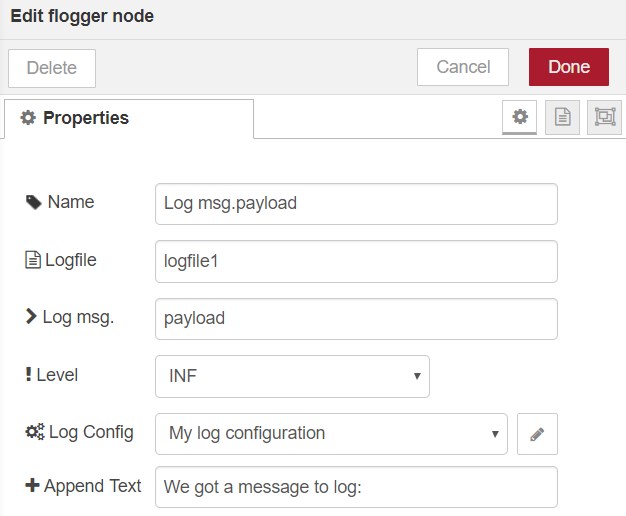 Edit flogger node
Delete Cancel Done
Properties
Name Log msg.payload
Logfile logfile1
Log msg. payload
Level INF
Log Config My log configuration
Append Text We got a message to log: